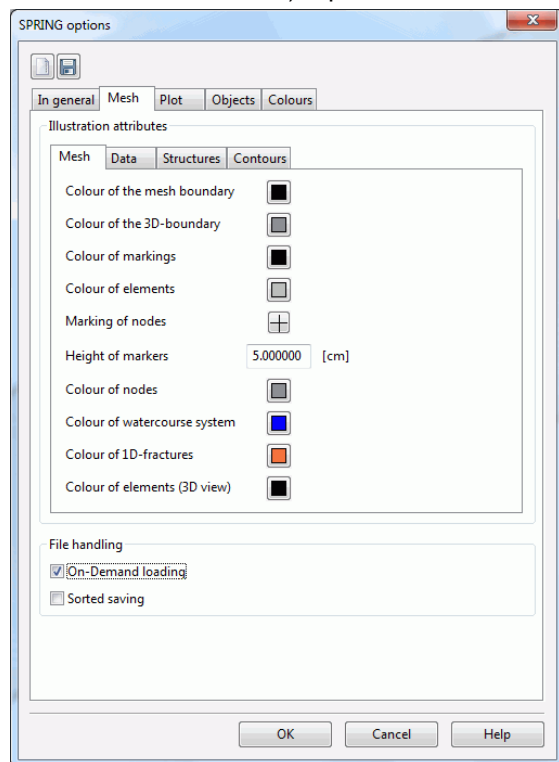 SPRING options
In general Mesh Plot Objects Colours
Illustration attributes
Mesh Data Structures Contours
Colour of the mesh boundary
Colour of the 3D-boundary
Colour of markings
Colour of elements
Marking of nodes
Height of markers 5.000000 [cm]
Colour of nodes
Colour of watercourse system
Colour of 1D-fractures
Colour of elements (3D view)
File handling
On-Demand loading
Sorted saving
OK Cancel Help